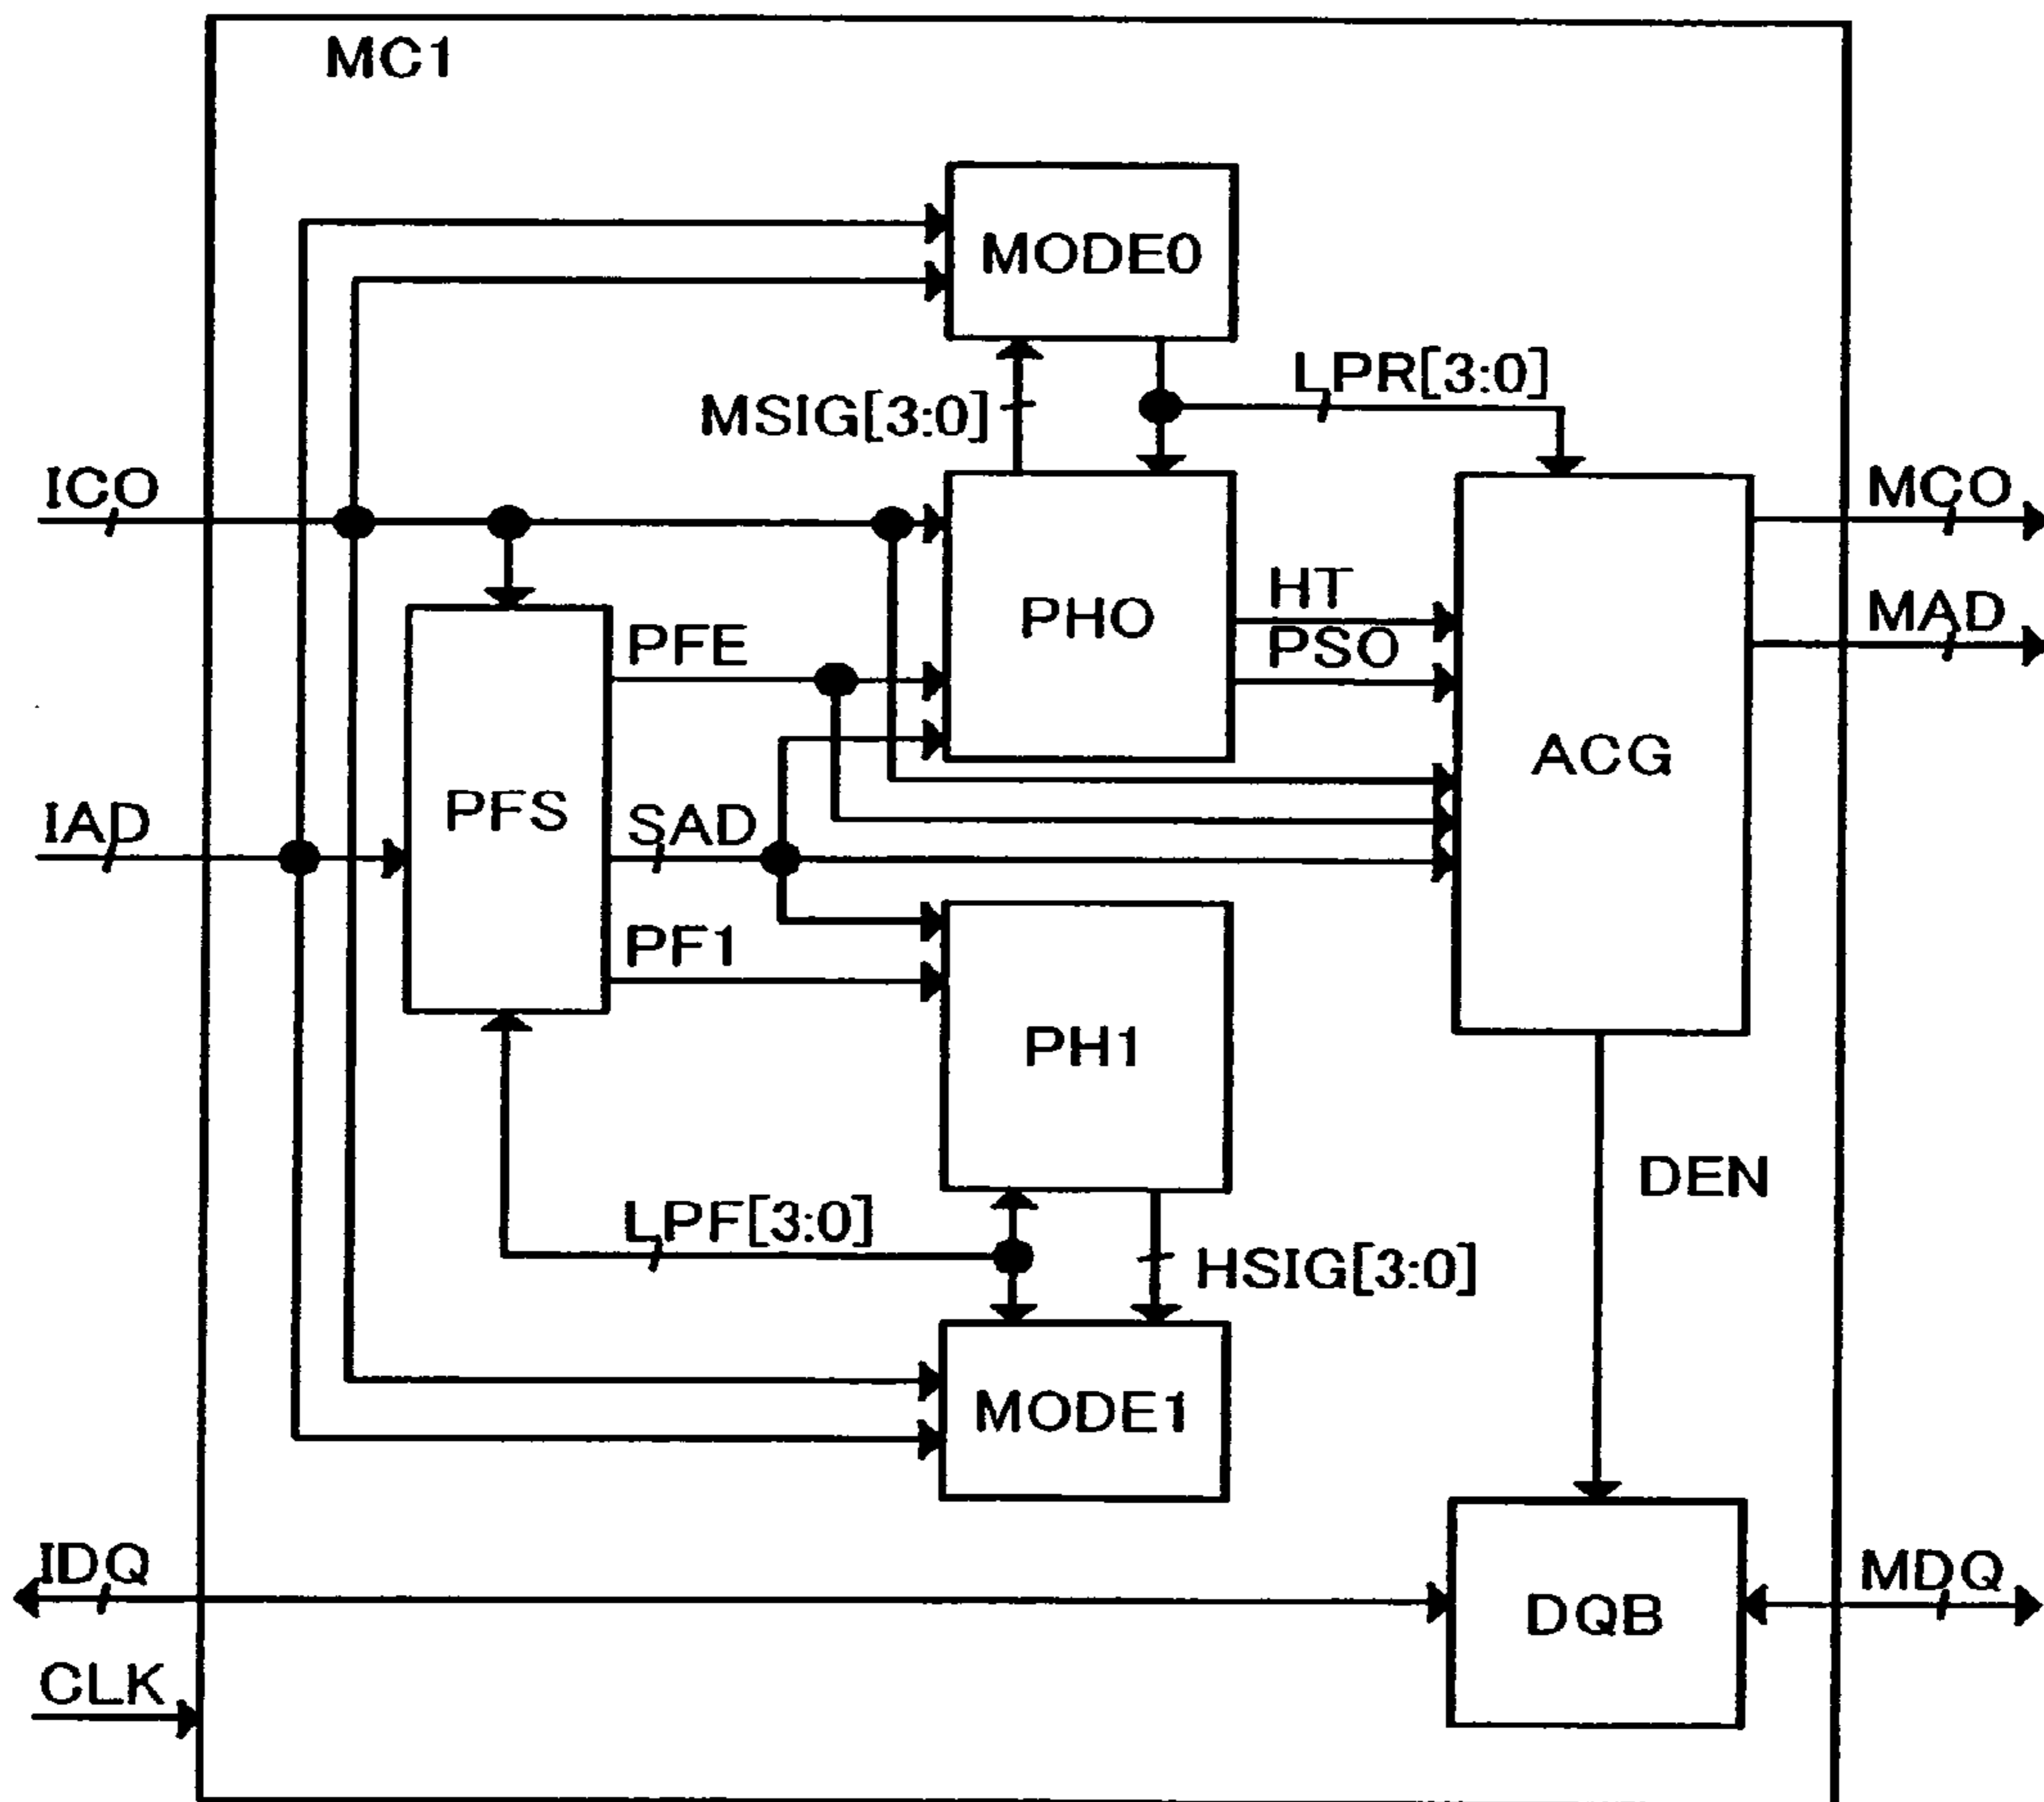 MC1
MODE0
LPR[3:0]
MSIG[3:0]
ICO
MCO
HT
PHO
MAD
PFE
PSO
ACG
IAD
PFS
SAD
PF1
PH1
DEN
LPF[3:0]
HSIG[3:0]
MODE1
IDQ
MDQ
DQB
CLK